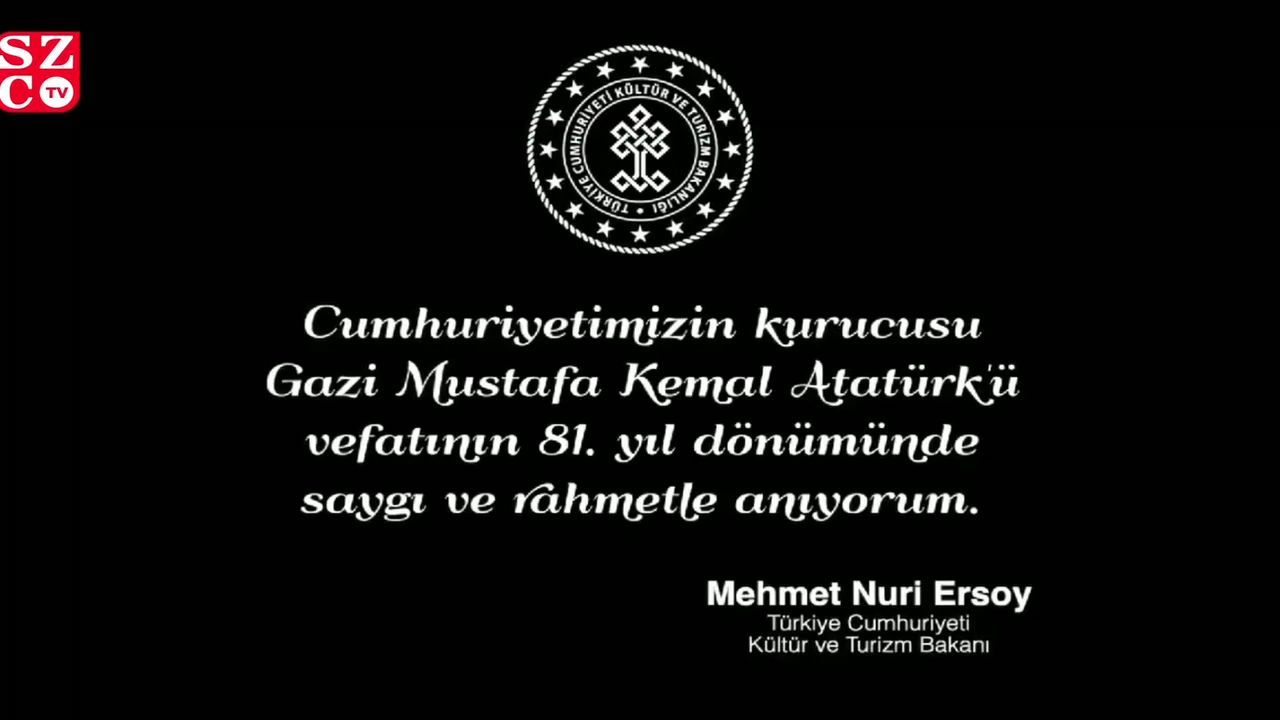 SZ
C TV
TÜRKİYE CUMHURİYETİ KÜLTÜR VE TURİZM BAKANLIĞI
Cumhuriyetimizin kurucusu
Gazi Mustafa Kemal Atatürk'ü
vefatının 81. yıl dönümünde
saygı ve rahmetle anıyorum.
Mehmet Nuri Ersoy
Türkiye Cumhuriyeti
Kültür ve Turizm Bakanı